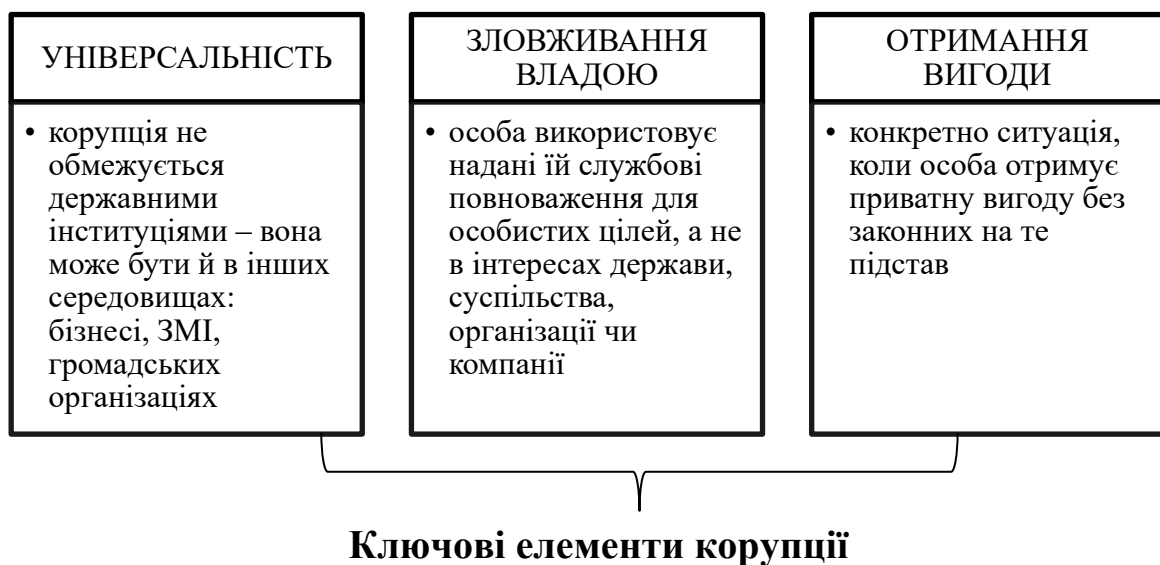 УНІВЕРСАЛЬНІСТЬ
• корупція не
обмежується
державними
інституціями – вона
може бути й в інших
середовищах:
бізнесі, ЗМІ,
громадських
організаціях
ЗЛОВЖИВАННЯ
ВЛАДОЮ
• особа використовує
надані їй службові
повноваження для
особистих цілей, а не
в інтересах держави,
суспільства,
організації чи
компанії
ОТРИМАННЯ
ВИГОДИ
• конкретно ситуація,
коли особа отримує
приватну вигоду без
законних на те
підстав
Ключові елементи корупції